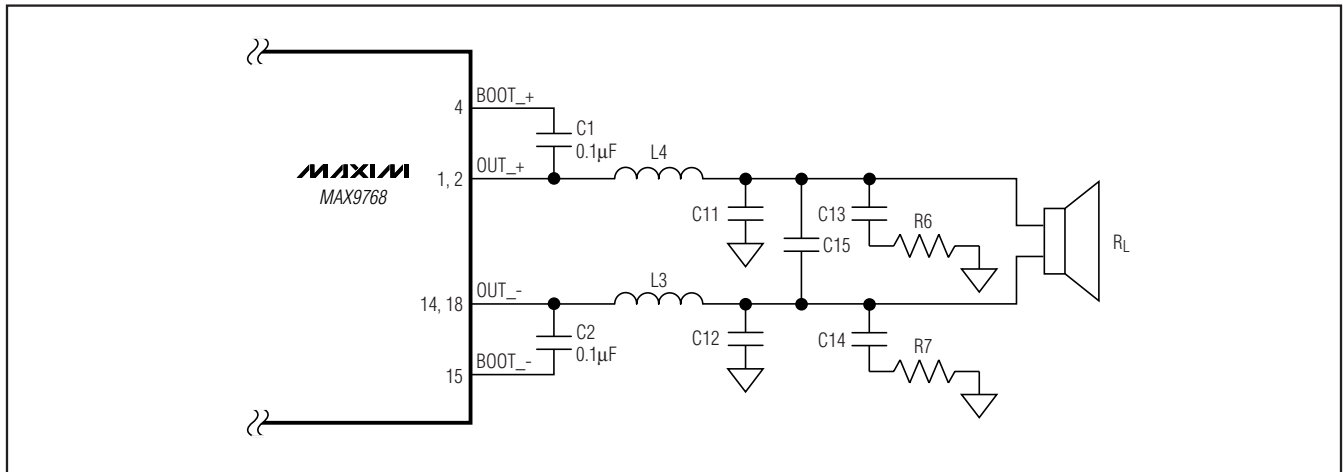 4 BOOT_+
C1
0.1µF
L4
MAXIM
MAX9768
1, 2 OUT_+
C11
C15
C13
R6
RL
L3
14, 18 OUT_-
C2
0.1µF
C12
C14
R7
15 BOOT_-